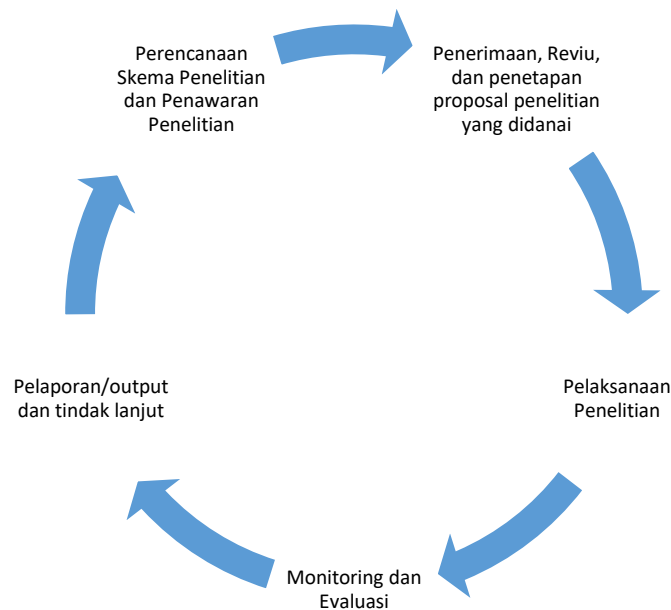 Perencanaan
Skema Penelitian
dan Penawaran
Penelitian
Penerimaan, Reviu,
dan penetapan
proposal penelitian
yang didanai
Pelaksanaan
Penelitian
Monitoring dan
Evaluasi
Pelaporan/output
dan tindak lanjut